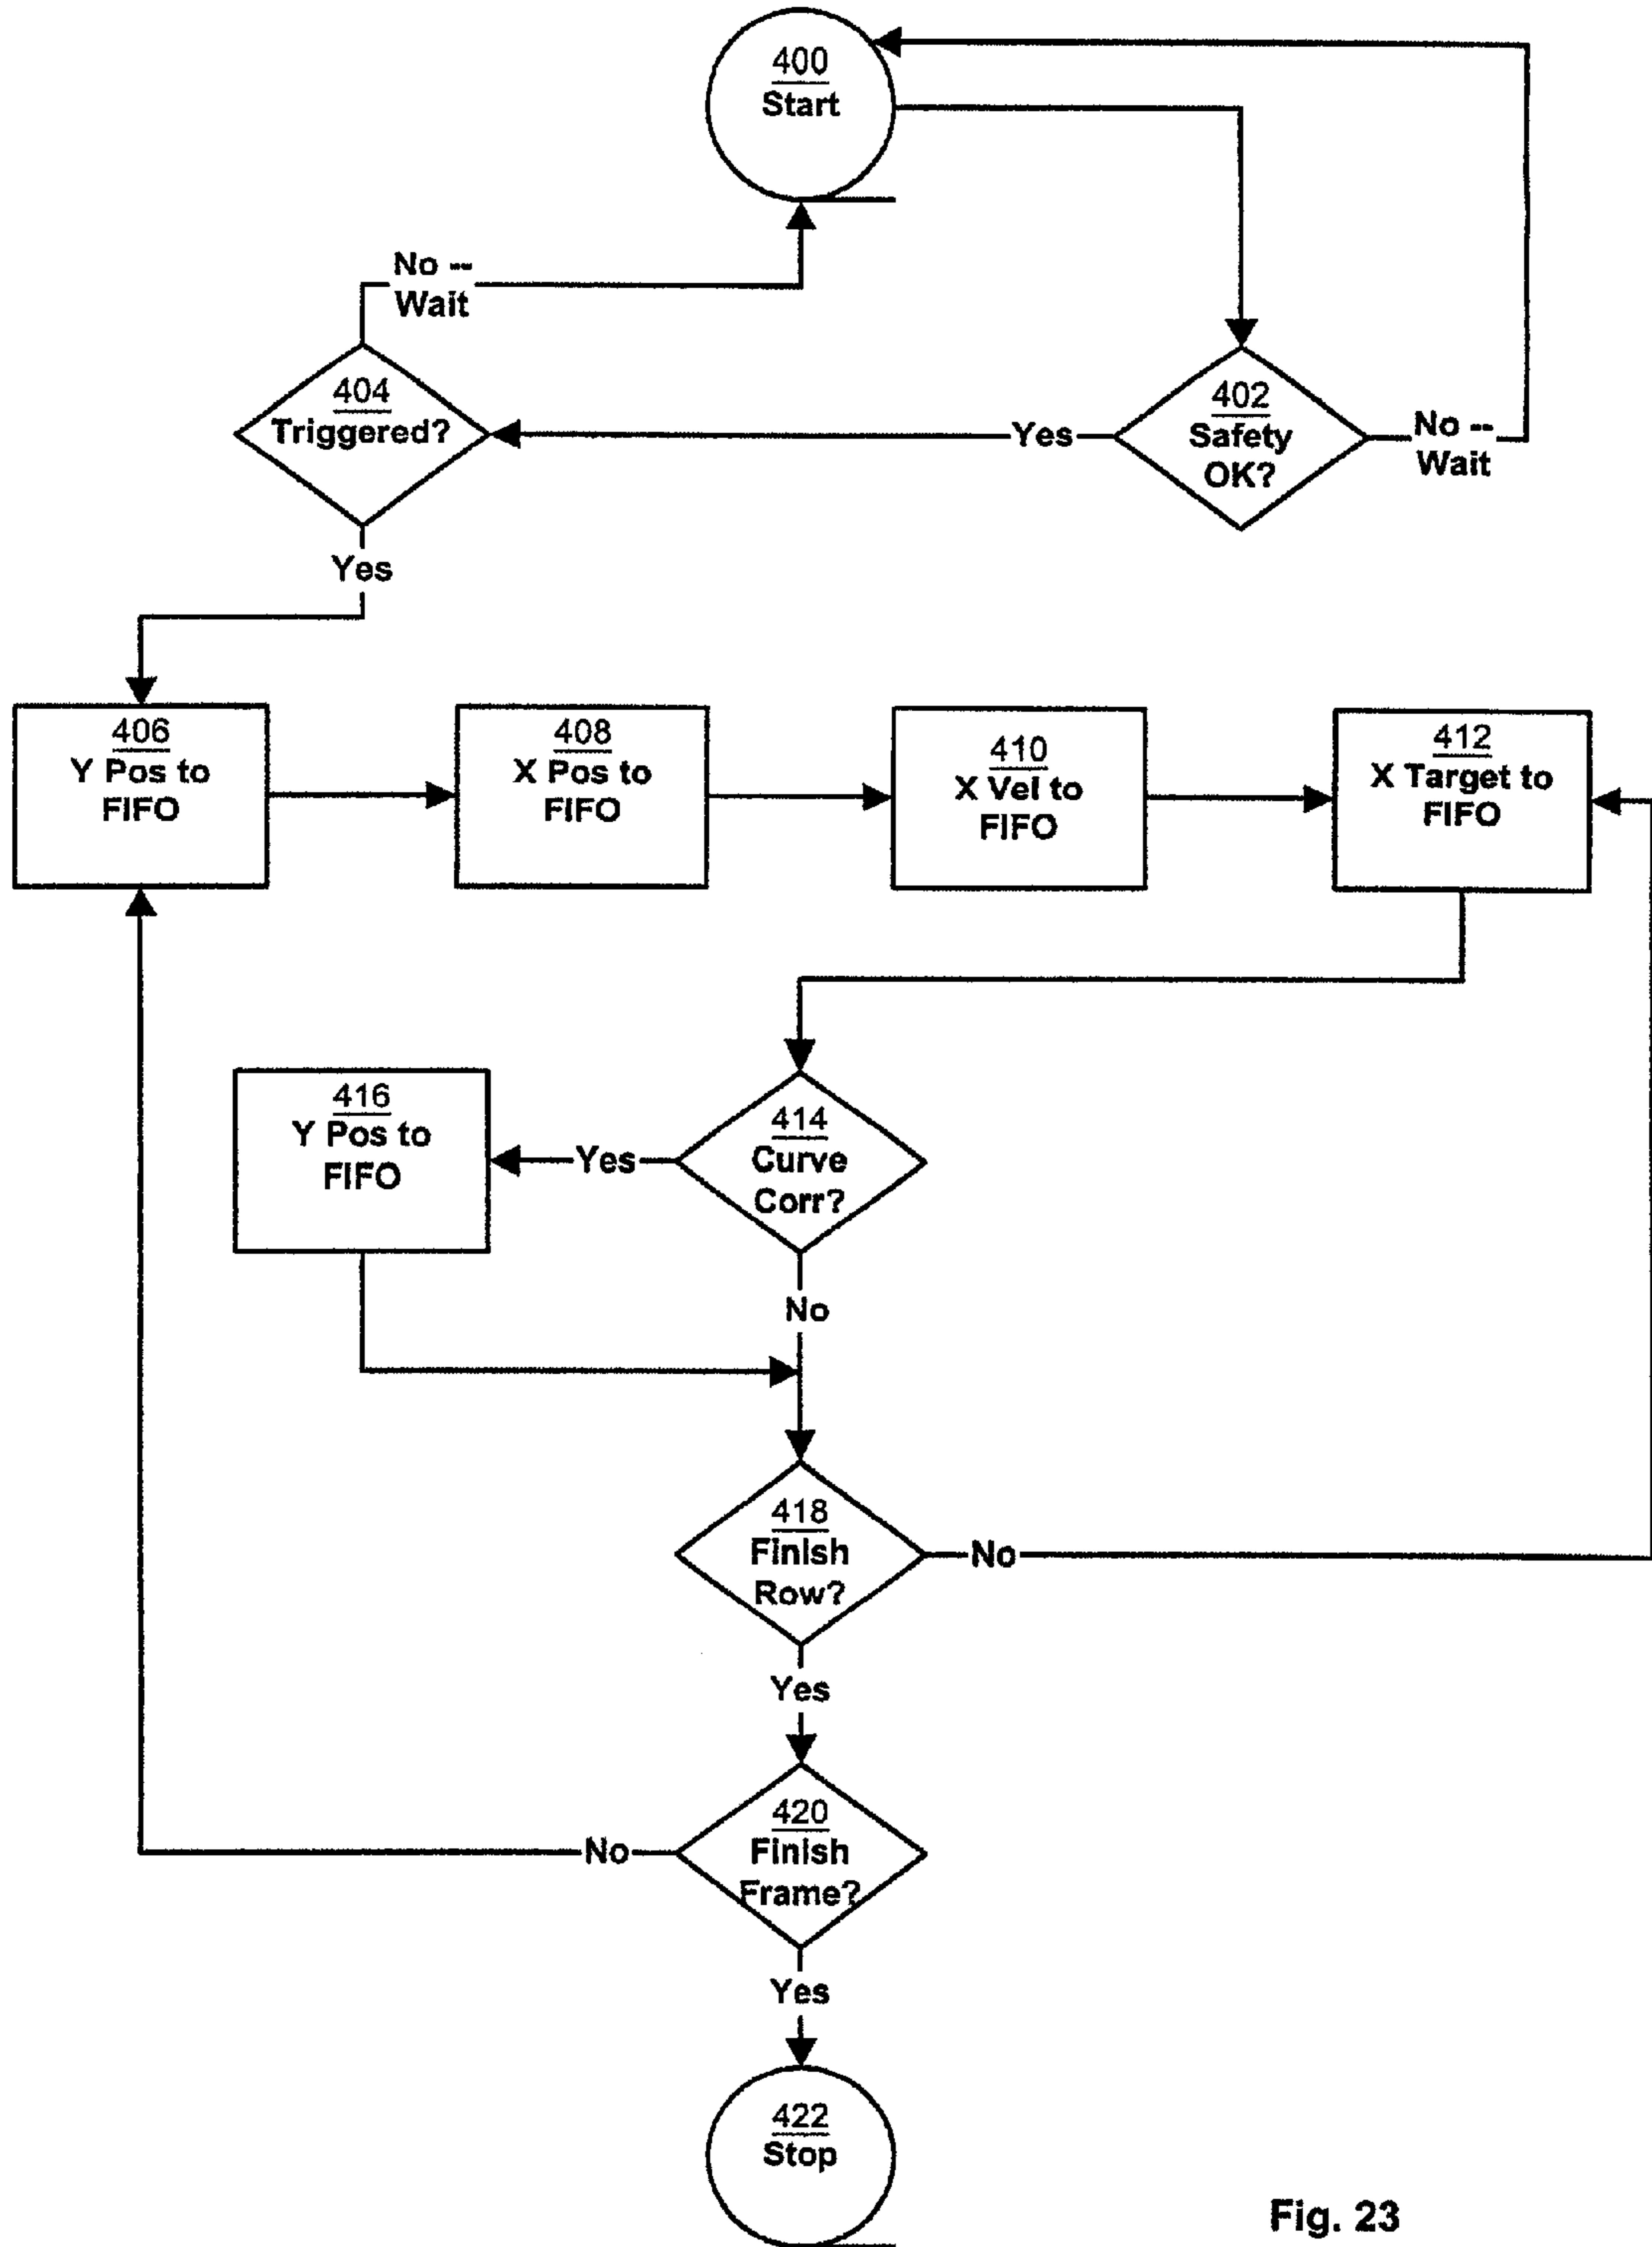 400
Start
No --
Wait
404
Triggered?
Yes
402
Safety
OK?
No --
Wait
Yes
406
Y Pos to
FIFO
408
X Pos to
FIFO
410
X Vel to
FIFO
412
X Target to
FIFO
416
Y Pos to
FIFO
Yes
414
Curve
Corr?
No
418
Finish
Row?
No
Yes
420
Finish
Frame?
No
Yes
422
Stop
Fig. 23